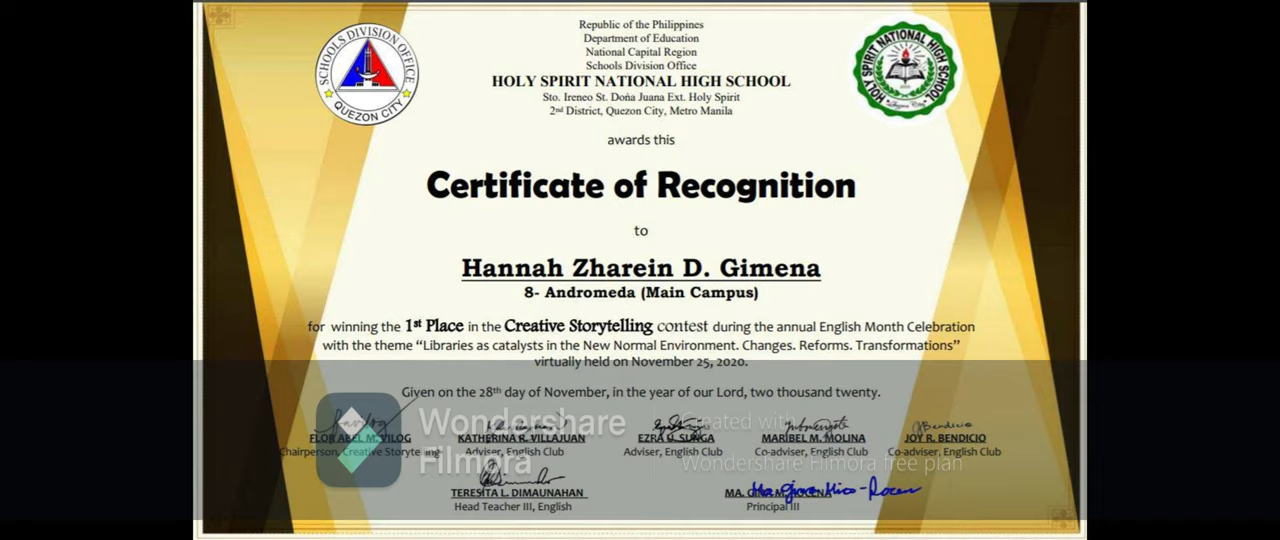 Republic of the Philippines
Department of Education
National Capital Region
Schools Division Office
HOLY SPIRIT NATIONAL HIGH SCHOOL
Sto. Ireneo St. Doña Juana Ext. Holy Spirit
2nd District, Quezon City, Metro Manila
SCHOOLS DIVISION OFFICE
QUEZON CITY
HOLY SPIRIT NATIONAL HIGH SCHOOL
Quezon City
awards this
Certificate of Recognition
to
Hannah Zharein D. Gimena
8- Andromeda (Main Campus)
for winning the 1st Place in the Creative Storytelling contest during the annual English Month Celebration
with the theme “Libraries as catalysts in the New Normal Environment. Changes. Reforms. Transformations”
virtually held on November 25, 2020.
Given on the 28th day of November, in the year of our Lord, two thousand twenty.
Wondershare
Filmora
Created with
Wondershare Filmora free plan
FLOR ABEL M. VILOG KATHERINA R. VILLAJUAN EZRA O. SUNGA MARIBEL M. MOLINA JOY R. BENDICIO
Chairperson, Creative Adviser, English Club Adviser, English Club Co-adviser, English Club Co-adviser, English Club
TERESITA L. DIMAUNAHAN MA.
Head Teacher III, English Principal III